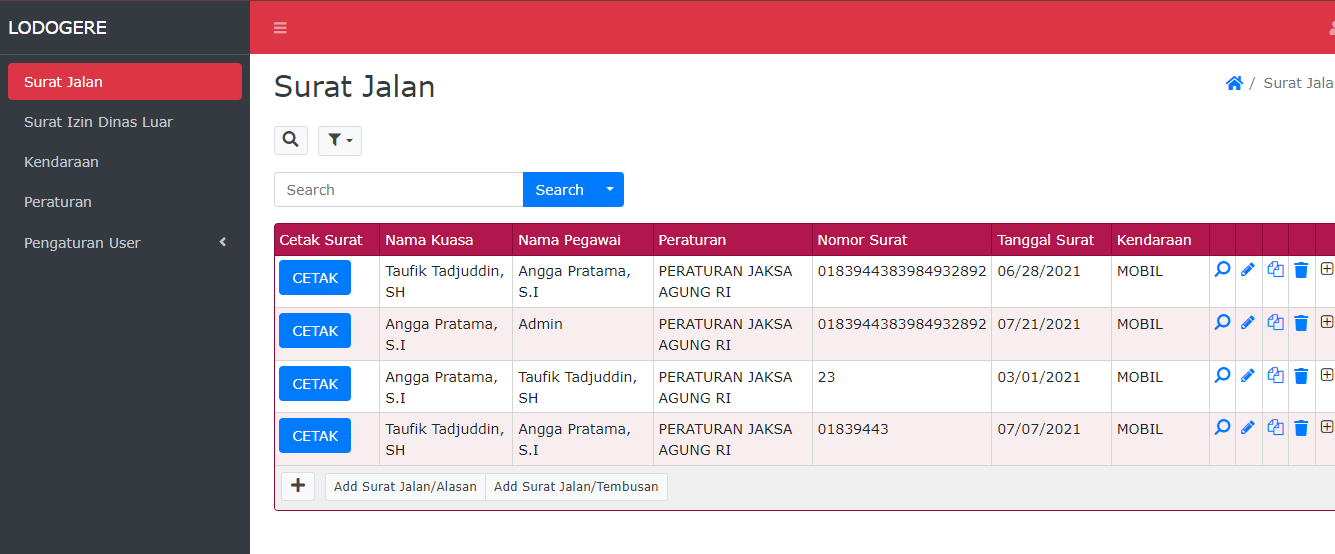 LODOGERE
Surat Jalan
Surat Izin Dinas Luar
Kendaraan
Peraturan
Pengaturan User
Surat Jalan
/ Surat Jala
Search Search
Cetak Surat Nama Kuasa Nama Pegawai Peraturan Nomor Surat Tanggal Surat Kendaraan
CETAK Taufik Tadjuddin, Angga Pratama, PERATURAN JAKSA 0183944383984932892 06/28/2021 MOBIL
SH S.I AGUNG RI
CETAK Angga Pratama, Admin PERATURAN JAKSA 0183944383984932892 07/21/2021 MOBIL
S.I AGUNG RI
CETAK Angga Pratama, Taufik Tadjuddin, PERATURAN JAKSA 23 03/01/2021 MOBIL
S.I SH AGUNG RI
CETAK Taufik Tadjuddin, Angga Pratama, PERATURAN JAKSA 01839443 07/07/2021 MOBIL
SH S.I AGUNG RI
Add Surat Jalan/Alasan Add Surat Jalan/Tembusan